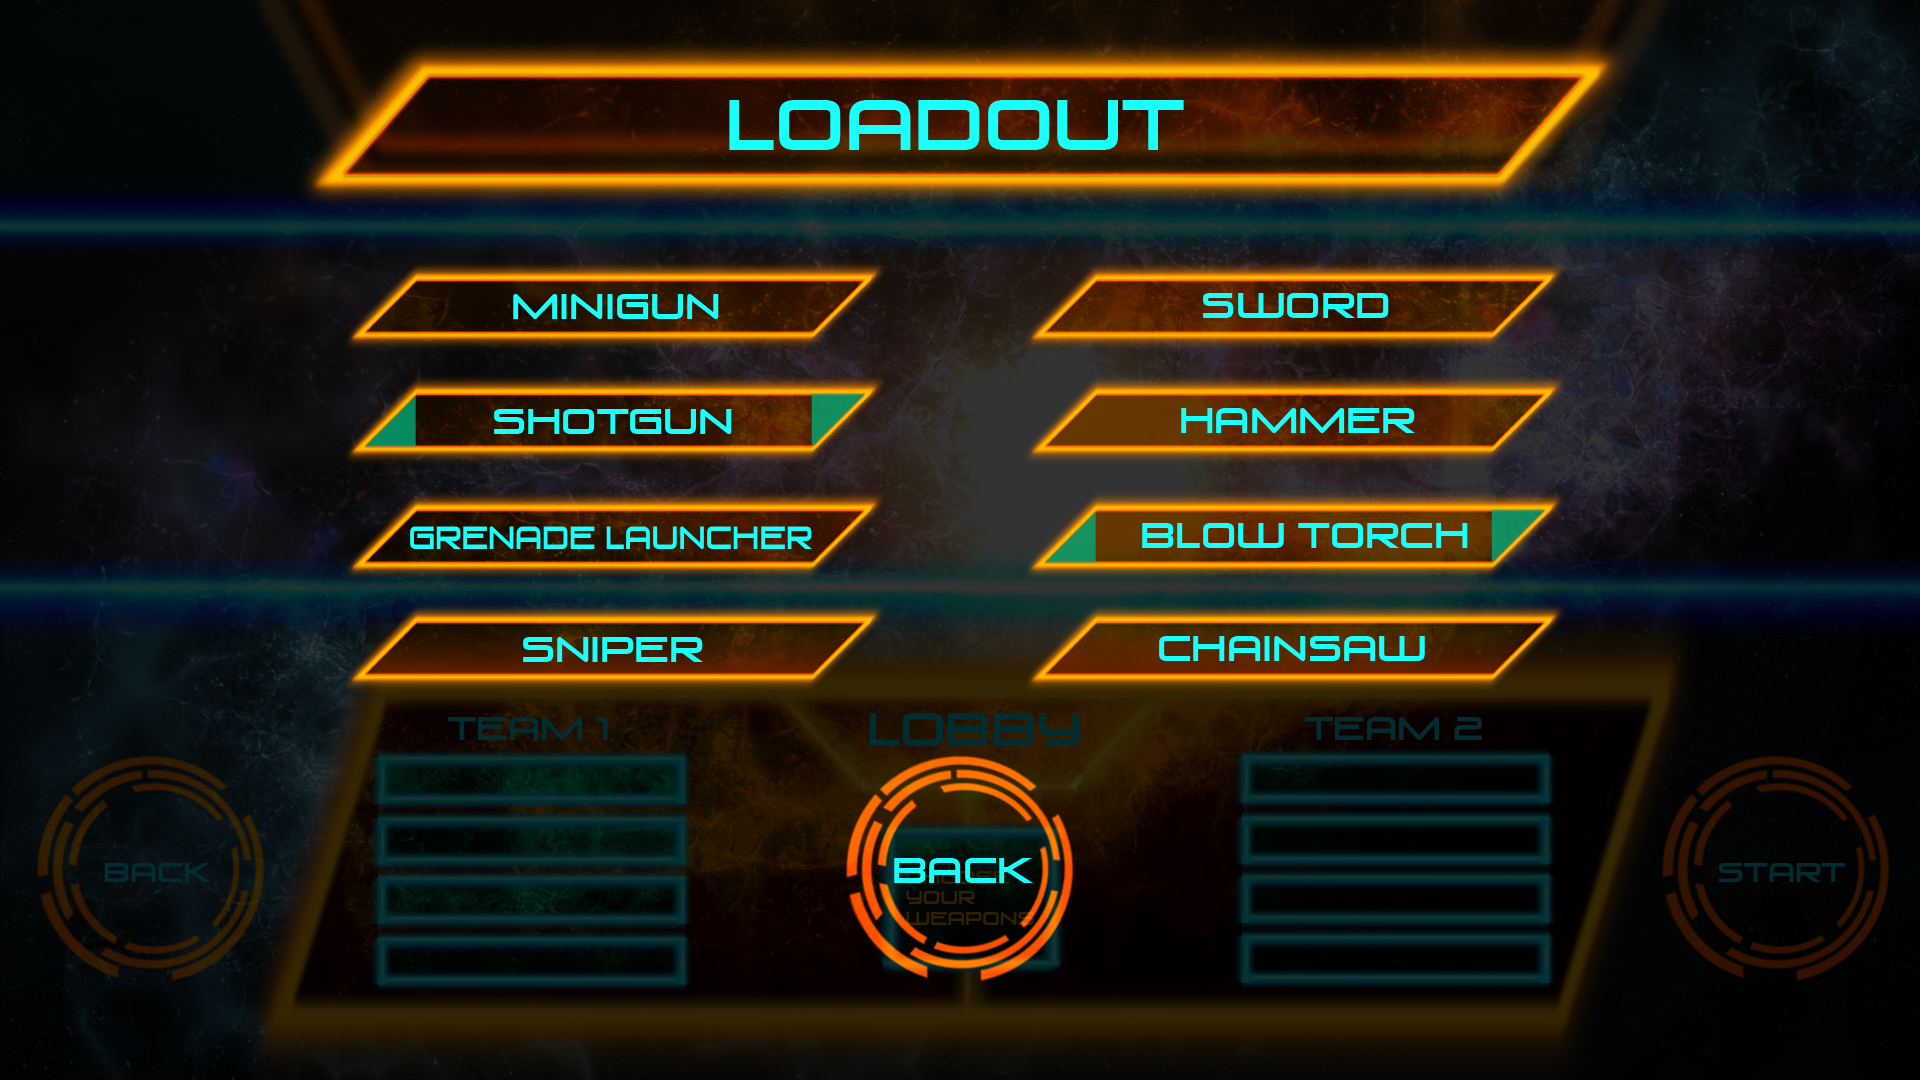 LOADOUT
MINIGUN
SWORD
SHOTGUN
HAMMER
GRENADE LAUNCHER
BLOW TORCH
SNIPER
CHAINSAW
TEAM 1
LOBBY
TEAM 2
BACK
BACK
START
YOUR
WEAPONS